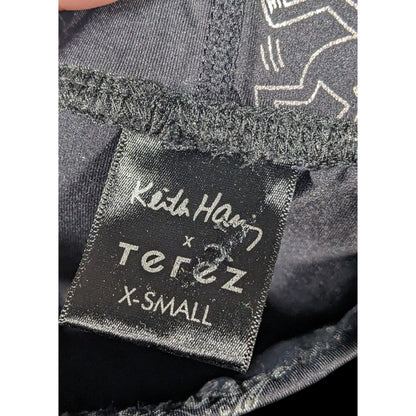 Keith Haring
x
Terez
X-SMALL